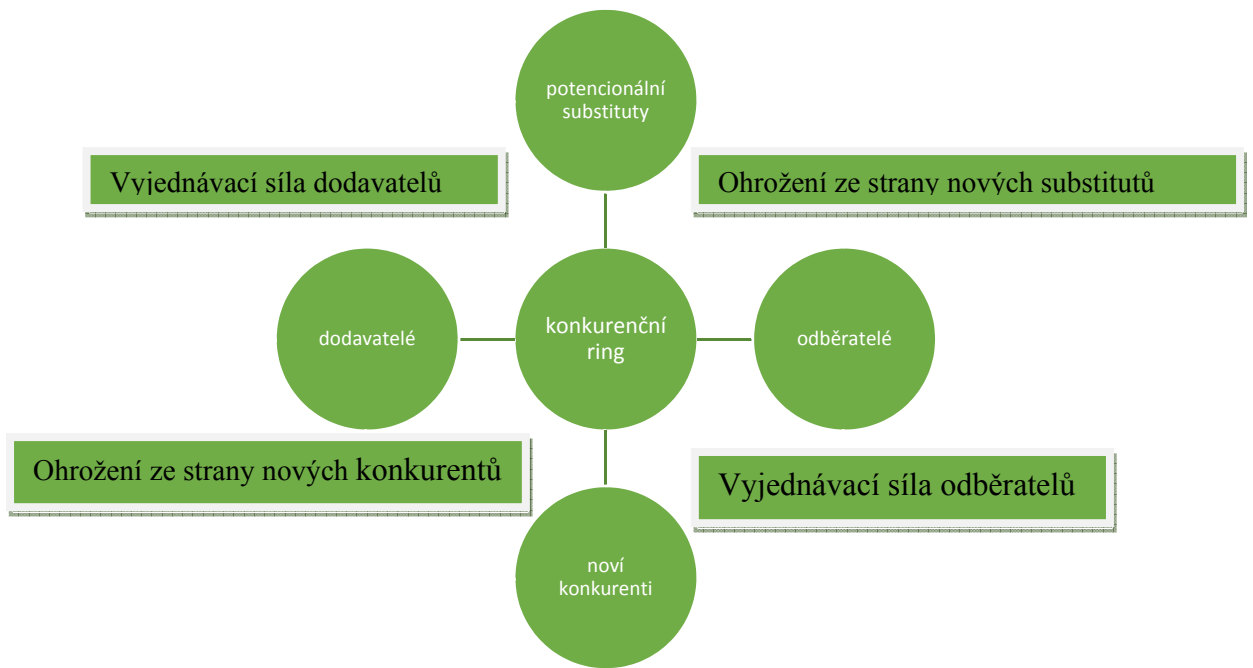 potencionální
substituty
Vyjednávací síla dodavatelů
Ohrožení ze strany nových substitutů
dodavatelé
konkurenční
ring
odběratelé
Ohrožení ze strany nových konkurentů
Vyjednávací síla odběratelů
noví
konkurenti